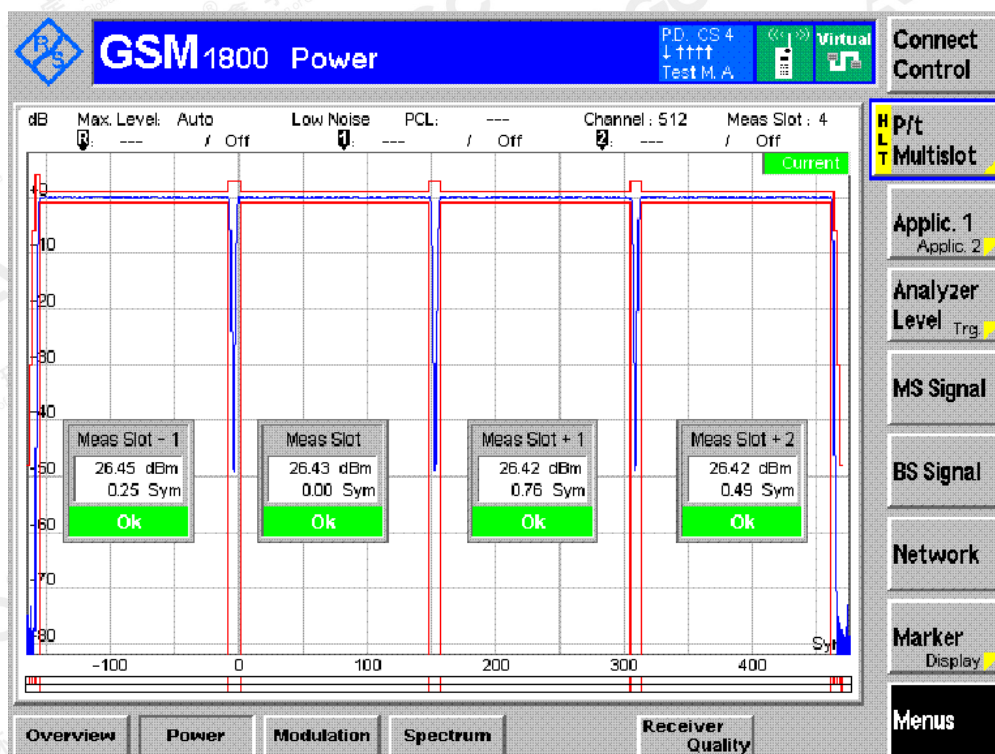 R/S
GSM 1800 Power
P.D. CS 4
↓ ↑↑↑↑
Test M. A
Virtual
Connect
Control
dB Max. Level: Auto Low Noise PCL: --- Channel : 512 Meas Slot : 4
R: --- / Off 1: --- / Off 2: --- / Off
Current
HLT
P/t
Multislot
Applic. 1
Applic. 2
Analyzer
Level Trg.
MS Signal
BS Signal
Network
Marker
Display
Menus
+0
-10
-20
-30
-40
-50
-60
-70
-80
Meas Slot - 1
26.45 dBm
0.25 Sym
Ok
Meas Slot
26.43 dBm
0.00 Sym
Ok
Meas Slot + 1
26.42 dBm
0.76 Sym
Ok
Meas Slot + 2
26.42 dBm
0.49 Sym
Ok
-100 0 100 200 300 400
Overview Power Modulation Spectrum Receiver
Quality